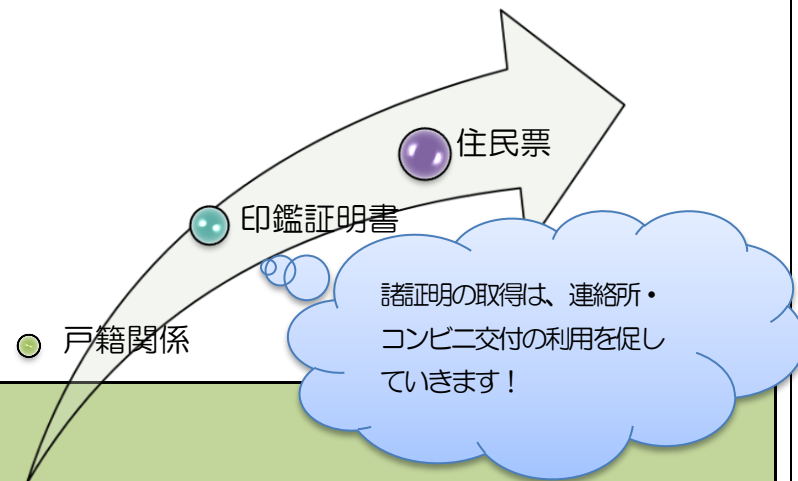 住民票
印鑑証明書
戸籍関係
諸証明の取得は、連絡所・
コンビニ交付の利用を促し
ていきます！